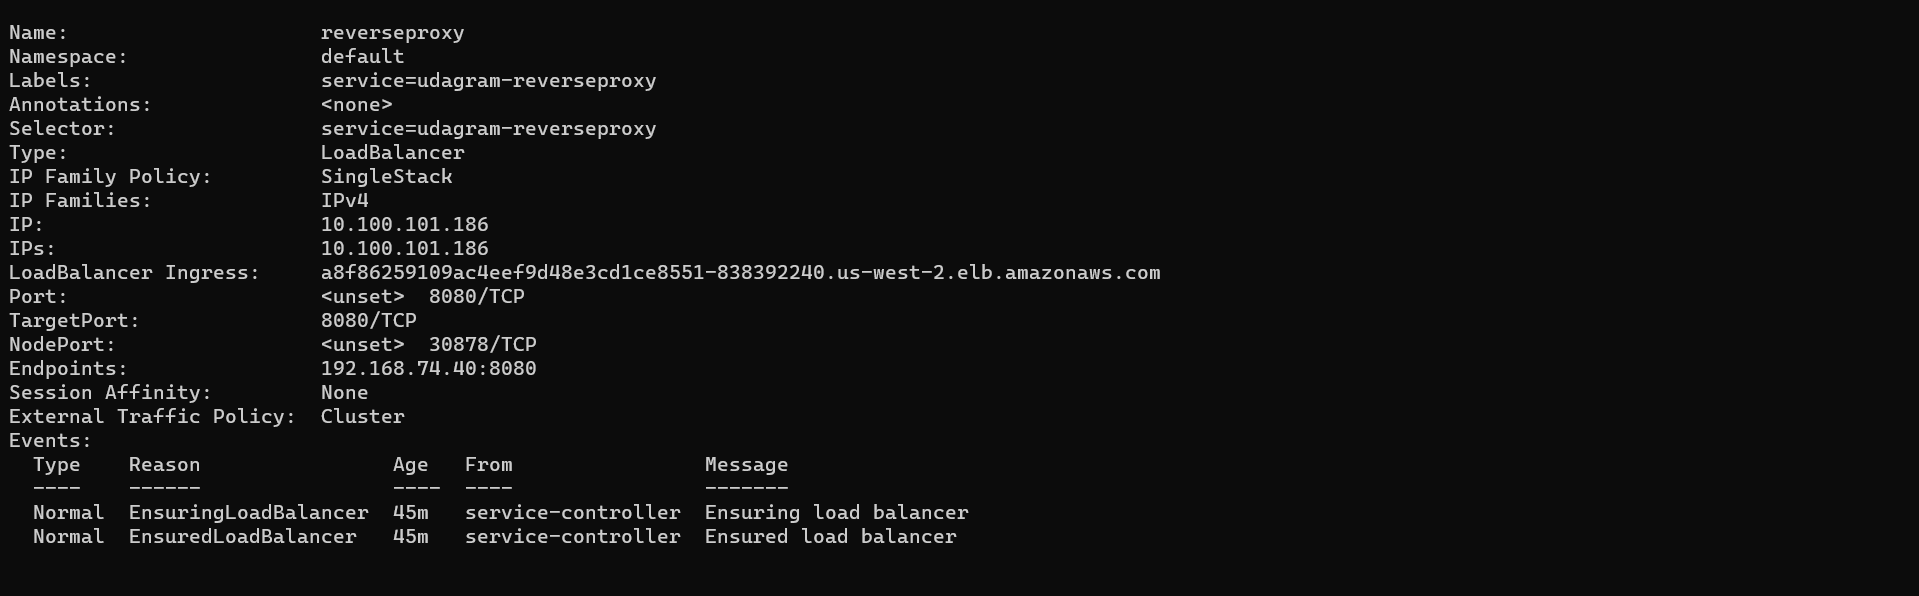 Name:                     reverseproxy
Namespace:                default
Labels:                   service=udagram-reverseproxy
Annotations:              <none>
Selector:                 service=udagram-reverseproxy
Type:                     LoadBalancer
IP Family Policy:         SingleStack
IP Families:              IPv4
IP:                       10.100.101.186
IPs:                      10.100.101.186
LoadBalancer Ingress:     a8f86259109ac4eef9d48e3cd1ce8551-838392240.us-west-2.elb.amazonaws.com
Port:                     <unset>  8080/TCP
TargetPort:               8080/TCP
NodePort:                 <unset>  30878/TCP
Endpoints:                192.168.74.40:8080
Session Affinity:         None
External Traffic Policy:  Cluster
Events:
  Type    Reason                Age   From                Message
  ----    ------                ----  ----                -------
  Normal  EnsuringLoadBalancer  45m   service-controller  Ensuring load balancer
  Normal  EnsuredLoadBalancer   45m   service-controller  Ensured load balancer